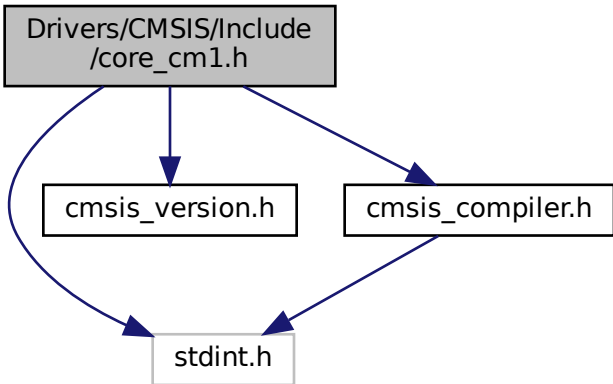 Drivers/CMSIS/Include
/core_cm1.h
cmsis_version.h
cmsis_compiler.h
stdint.h